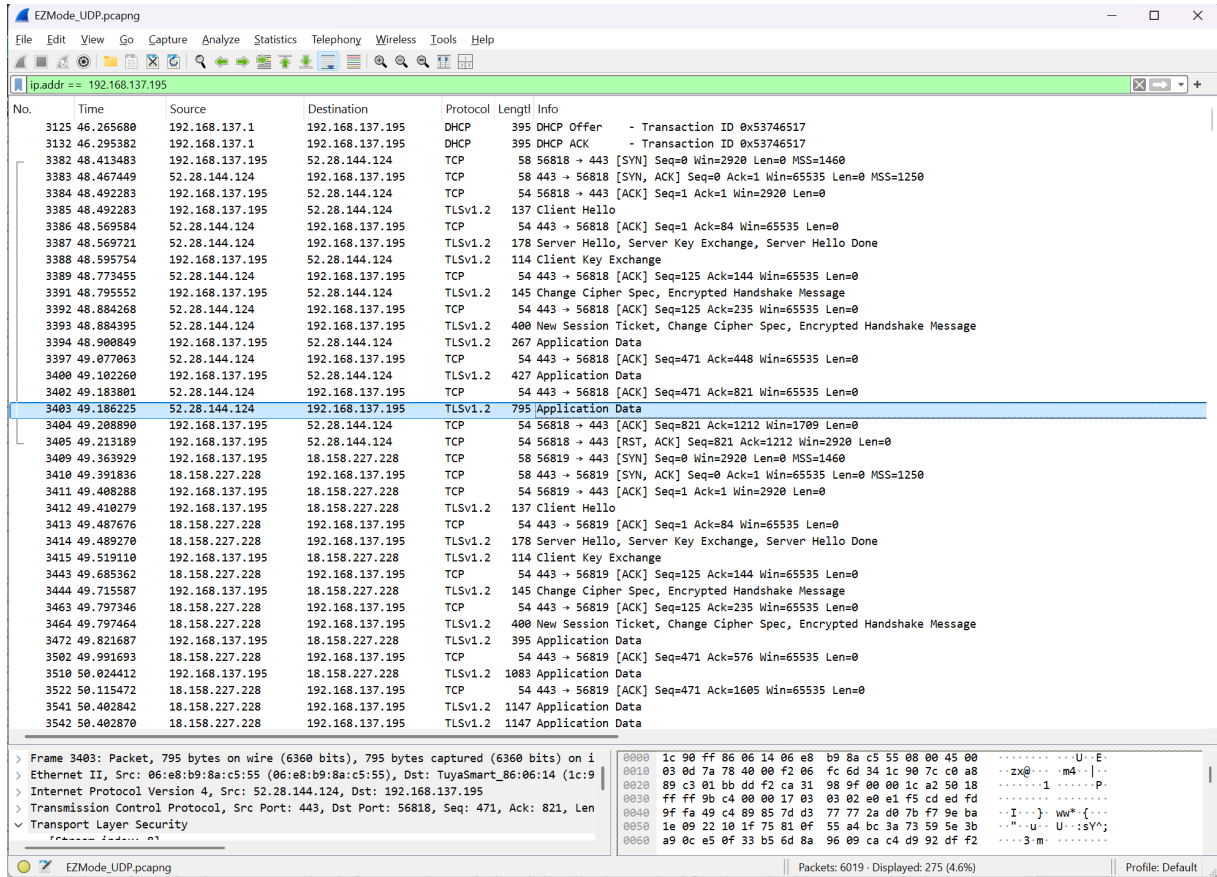 EZMode_UDP.pcapng
File Edit View Go Capture Analyze Statistics Telephony Wireless Tools Help
ip.addr == 192.168.137.195
No. Time Source Destination Protocol Lengtl Info
3125 46.265680 192.168.137.1 192.168.137.195 DHCP 395 DHCP Offer - Transaction ID 0x53746517
3132 46.295382 192.168.137.1 192.168.137.195 DHCP 395 DHCP ACK - Transaction ID 0x53746517
3382 48.413483 192.168.137.195 52.28.144.124 TCP 58 56818 → 443 [SYN] Seq=0 Win=2920 Len=0 MSS=1460
3383 48.467449 52.28.144.124 192.168.137.195 TCP 58 443 → 56818 [SYN, ACK] Seq=0 Ack=1 Win=65535 Len=0 MSS=1250
3384 48.492283 192.168.137.195 52.28.144.124 TCP 54 56818 → 443 [ACK] Seq=1 Ack=1 Win=2920 Len=0
3385 48.492283 192.168.137.195 52.28.144.124 TLSv1.2 137 Client Hello
3386 48.569584 52.28.144.124 192.168.137.195 TCP 54 443 → 56818 [ACK] Seq=1 Ack=84 Win=65535 Len=0
3387 48.569721 52.28.144.124 192.168.137.195 TLSv1.2 178 Server Hello, Server Key Exchange, Server Hello Done
3388 48.595754 192.168.137.195 52.28.144.124 TLSv1.2 114 Client Key Exchange
3389 48.773455 52.28.144.124 192.168.137.195 TCP 54 443 → 56818 [ACK] Seq=125 Ack=144 Win=65535 Len=0
3391 48.795552 192.168.137.195 52.28.144.124 TLSv1.2 145 Change Cipher Spec, Encrypted Handshake Message
3392 48.884268 52.28.144.124 192.168.137.195 TCP 54 443 → 56818 [ACK] Seq=125 Ack=235 Win=65535 Len=0
3393 48.884395 52.28.144.124 192.168.137.195 TLSv1.2 400 New Session Ticket, Change Cipher Spec, Encrypted Handshake Message
3394 48.900849 192.168.137.195 52.28.144.124 TLSv1.2 267 Application Data
3397 49.077063 52.28.144.124 192.168.137.195 TCP 54 443 → 56818 [ACK] Seq=471 Ack=448 Win=65535 Len=0
3400 49.102260 192.168.137.195 52.28.144.124 TLSv1.2 427 Application Data
3402 49.183801 52.28.144.124 192.168.137.195 TCP 54 443 → 56818 [ACK] Seq=471 Ack=821 Win=65535 Len=0
3403 49.186225 52.28.144.124 192.168.137.195 TLSv1.2 795 Application Data
3404 49.208890 192.168.137.195 52.28.144.124 TCP 54 56818 → 443 [ACK] Seq=821 Ack=1212 Win=1709 Len=0
3405 49.213189 192.168.137.195 52.28.144.124 TCP 54 56818 → 443 [RST, ACK] Seq=821 Ack=1212 Win=2920 Len=0
3409 49.363929 192.168.137.195 18.158.227.228 TCP 58 56819 → 443 [SYN] Seq=0 Win=2920 Len=0 MSS=1460
3410 49.391836 18.158.227.228 192.168.137.195 TCP 58 443 → 56819 [SYN, ACK] Seq=0 Ack=1 Win=65535 Len=0 MSS=1250
3411 49.408288 192.168.137.195 18.158.227.228 TCP 54 56819 → 443 [ACK] Seq=1 Ack=1 Win=2920 Len=0
3412 49.410279 192.168.137.195 18.158.227.228 TLSv1.2 137 Client Hello
3413 49.487676 18.158.227.228 192.168.137.195 TCP 54 443 → 56819 [ACK] Seq=1 Ack=84 Win=65535 Len=0
3414 49.489270 18.158.227.228 192.168.137.195 TLSv1.2 178 Server Hello, Server Key Exchange, Server Hello Done
3415 49.519110 192.168.137.195 18.158.227.228 TLSv1.2 114 Client Key Exchange
3443 49.685362 18.158.227.228 192.168.137.195 TCP 54 443 → 56819 [ACK] Seq=125 Ack=144 Win=65535 Len=0
3444 49.715587 192.168.137.195 18.158.227.228 TLSv1.2 145 Change Cipher Spec, Encrypted Handshake Message
3463 49.797346 18.158.227.228 192.168.137.195 TCP 54 443 → 56819 [ACK] Seq=125 Ack=235 Win=65535 Len=0
3464 49.797464 18.158.227.228 192.168.137.195 TLSv1.2 400 New Session Ticket, Change Cipher Spec, Encrypted Handshake Message
3472 49.821687 192.168.137.195 18.158.227.228 TLSv1.2 395 Application Data
3502 49.991693 18.158.227.228 192.168.137.195 TCP 54 443 → 56819 [ACK] Seq=471 Ack=576 Win=65535 Len=0
3510 50.024412 192.168.137.195 18.158.227.228 TLSv1.2 1083 Application Data
3522 50.115472 18.158.227.228 192.168.137.195 TCP 54 443 → 56819 [ACK] Seq=471 Ack=1605 Win=65535 Len=0
3541 50.402842 18.158.227.228 192.168.137.195 TLSv1.2 1147 Application Data
3542 50.402870 18.158.227.228 192.168.137.195 TLSv1.2 1147 Application Data
Frame 3403: Packet, 795 bytes on wire (6360 bits), 795 bytes captured (6360 bits) on i
Ethernet II, Src: 06:e8:b9:8a:c5:55 (06:e8:b9:8a:c5:55), Dst: TuyaSmart_86:06:14 (1c:9
Internet Protocol Version 4, Src: 52.28.144.124, Dst: 192.168.137.195
Transmission Control Protocol, Src Port: 443, Dst Port: 56818, Seq: 471, Ack: 821, Len
Transport Layer Security
0000 1c 90 ff 86 06 14 06 e8 b9 8a c5 55 08 00 45 00 ········ ···U··E·
0010 03 0d 7a 78 40 00 f2 06 fc 6d 34 1c 90 7c c0 a8 ··zx@··· ·m4··|··
0020 89 c3 01 bb dd f2 ca 31 98 9f 00 00 1c a2 50 18 ·······1 ······P·
0030 ff ff 9b c4 00 00 17 03 03 02 e0 e1 f5 cd ed fd ········ ········
0040 9f fa 49 c4 89 85 7d d3 77 77 2a d0 7b f7 9e ba ··I···}· ww*·{···
0050 1e 09 22 10 1f 75 81 0f 55 a4 bc 3a 73 59 5e 3b ··"··u·· U··:sY^;
0060 a9 0c e5 0f 33 b5 6d 8a 96 09 ca c4 d9 92 df f2 ····3·m· ········
EZMode_UDP.pcapng Packets: 6019 · Displayed: 275 (4.6%) Profile: Default